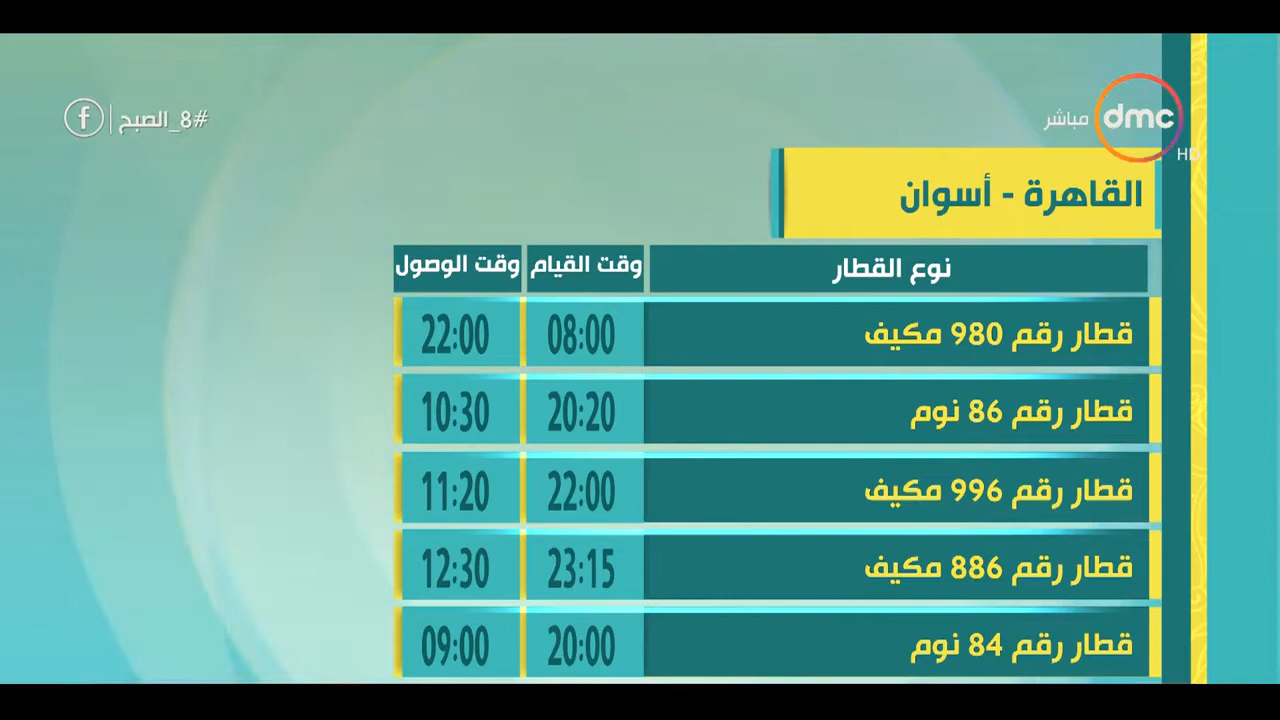 #8_الصبح
f
مباشر
dmc
HD
القاهرة - أسوان
نوع القطار وقت القيام وقت الوصول
قطار رقم 980 مكيف 08:00 22:00
قطار رقم 86 نوم 20:20 10:30
قطار رقم 996 مكيف 22:00 11:20
قطار رقم 886 مكيف 23:15 12:30
قطار رقم 84 نوم 20:00 09:00